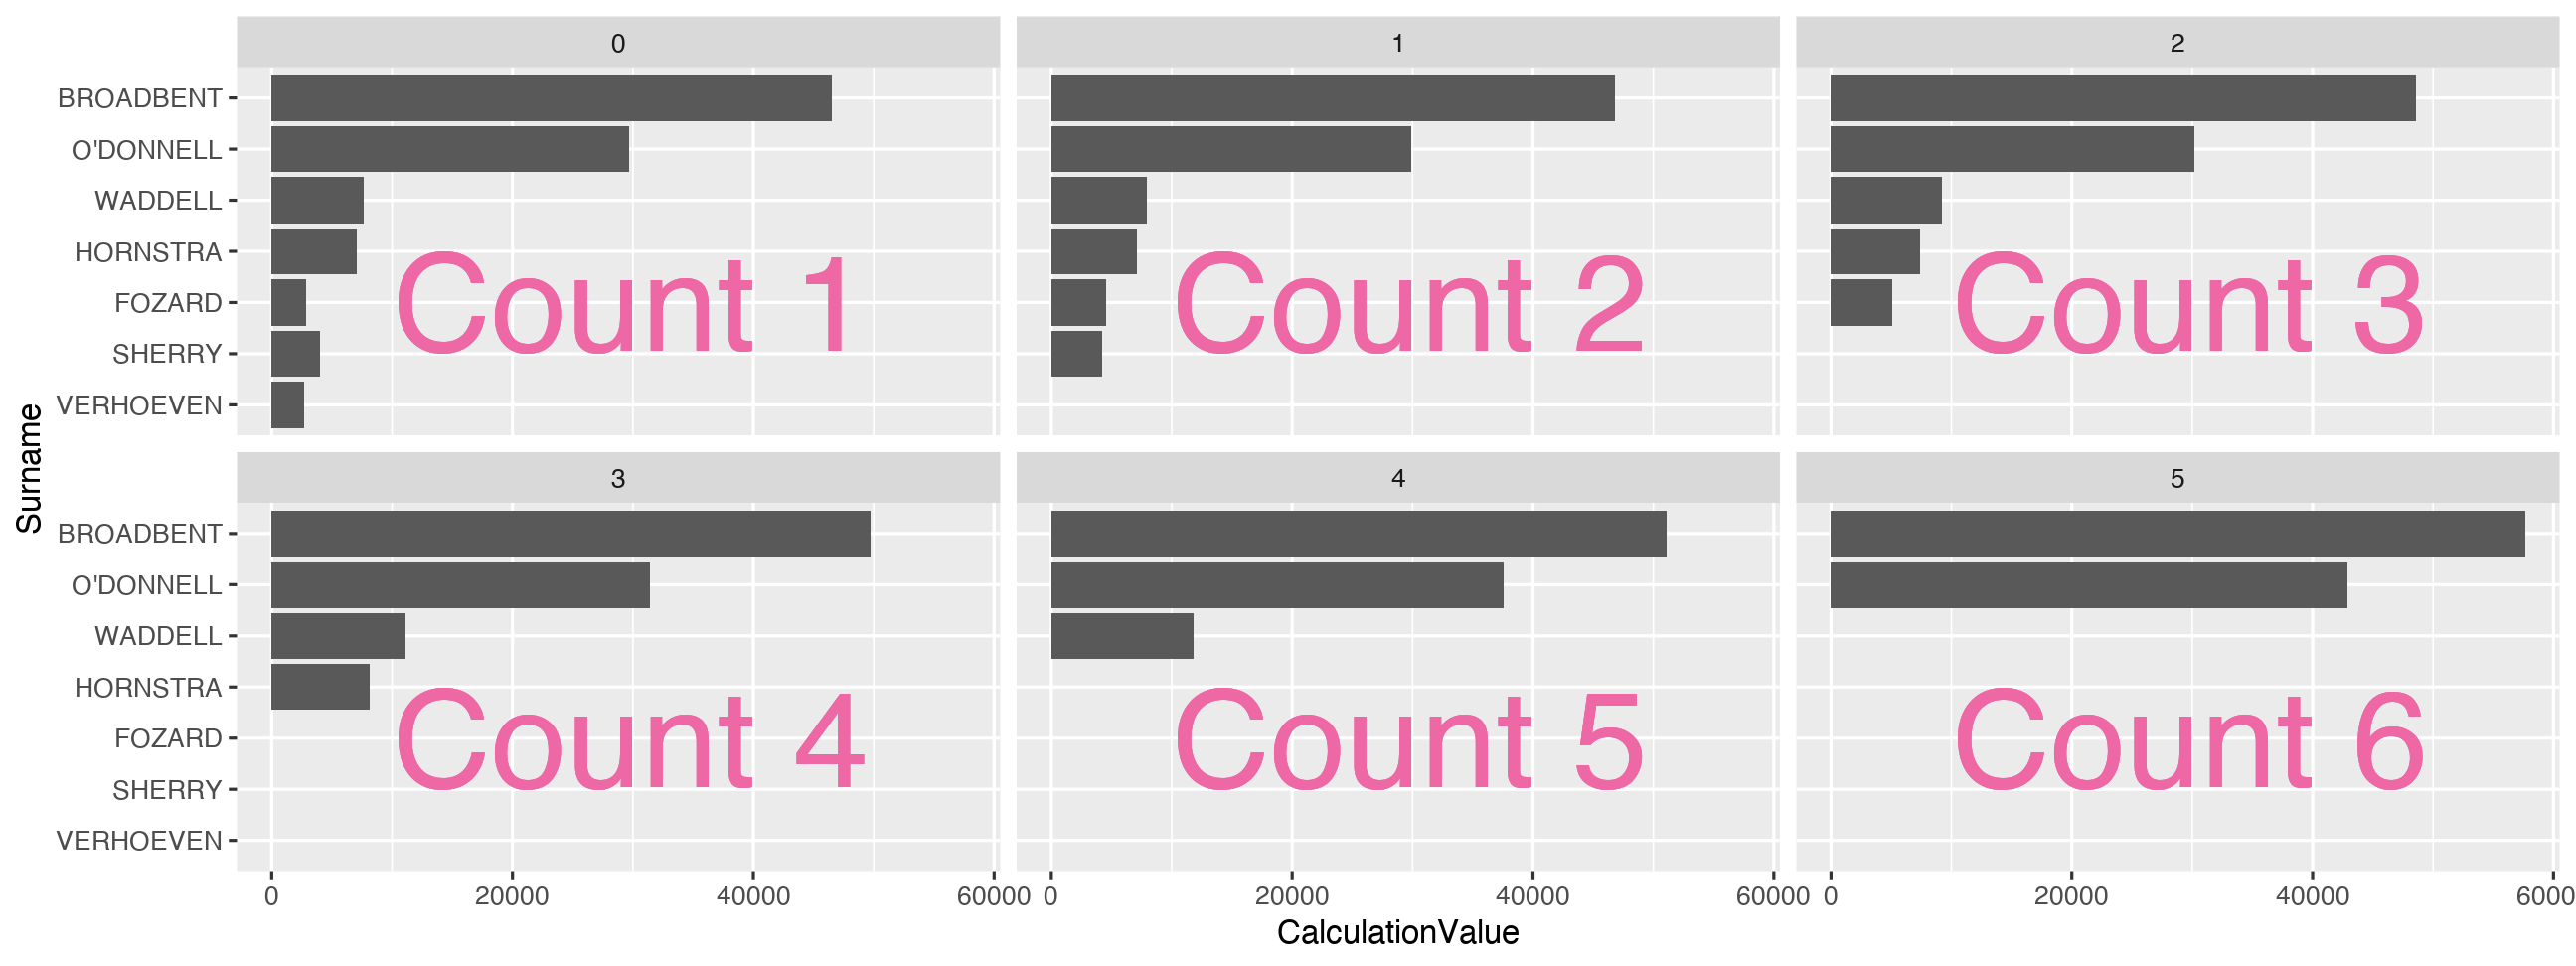 0
1
2
BROADBENT
O'DONNELL
WADDELL
HORNSTRA
FOZARD
SHERRY
VERHOEVEN
Count 1
Count 2
Count 3
3
4
5
BROADBENT
O'DONNELL
WADDELL
HORNSTRA
FOZARD
SHERRY
VERHOEVEN
Count 4
Count 5
Count 6
0 20000 40000 60000
0 20000 40000 60000
0 20000 40000 6000
CalculationValue
Surname